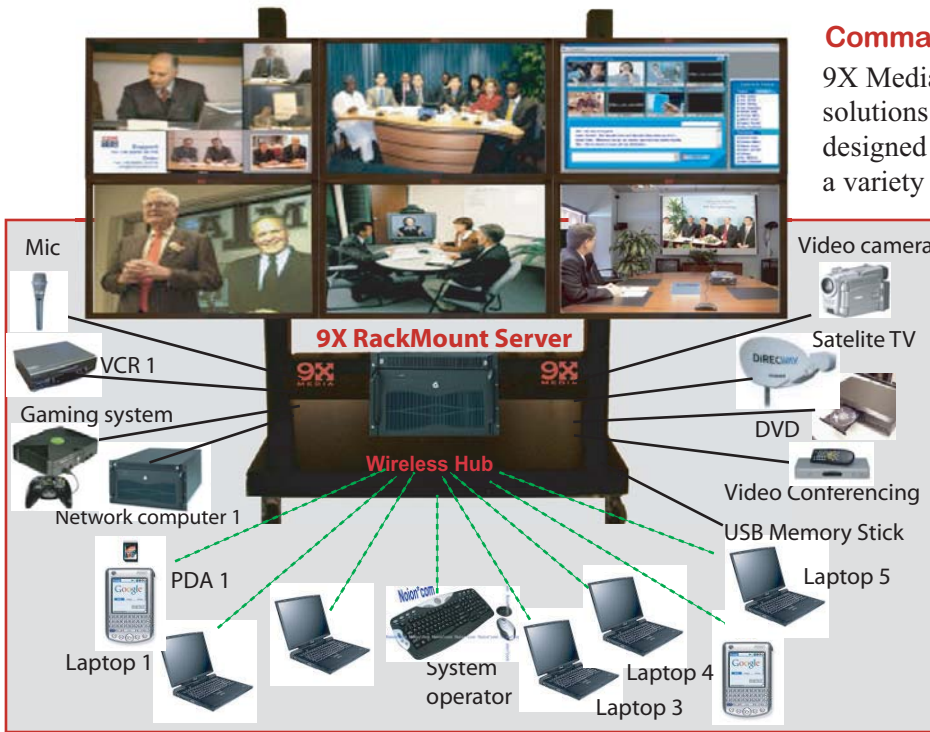 Comma
9X Media
solutions
designed
a variety
Mic
Video camera
9X RackMount Server
Satelite TV
VCR 1
9X
MEDIA
9X
MEDIA
DIRECWAY
Gaming system
DVD
Wireless Hub
Video Conferencing
Network computer 1
USB Memory Stick
PDA 1
Google
Noion'com
Laptop 5
Laptop 1
System
operator
Laptop 4
Laptop 3
Google